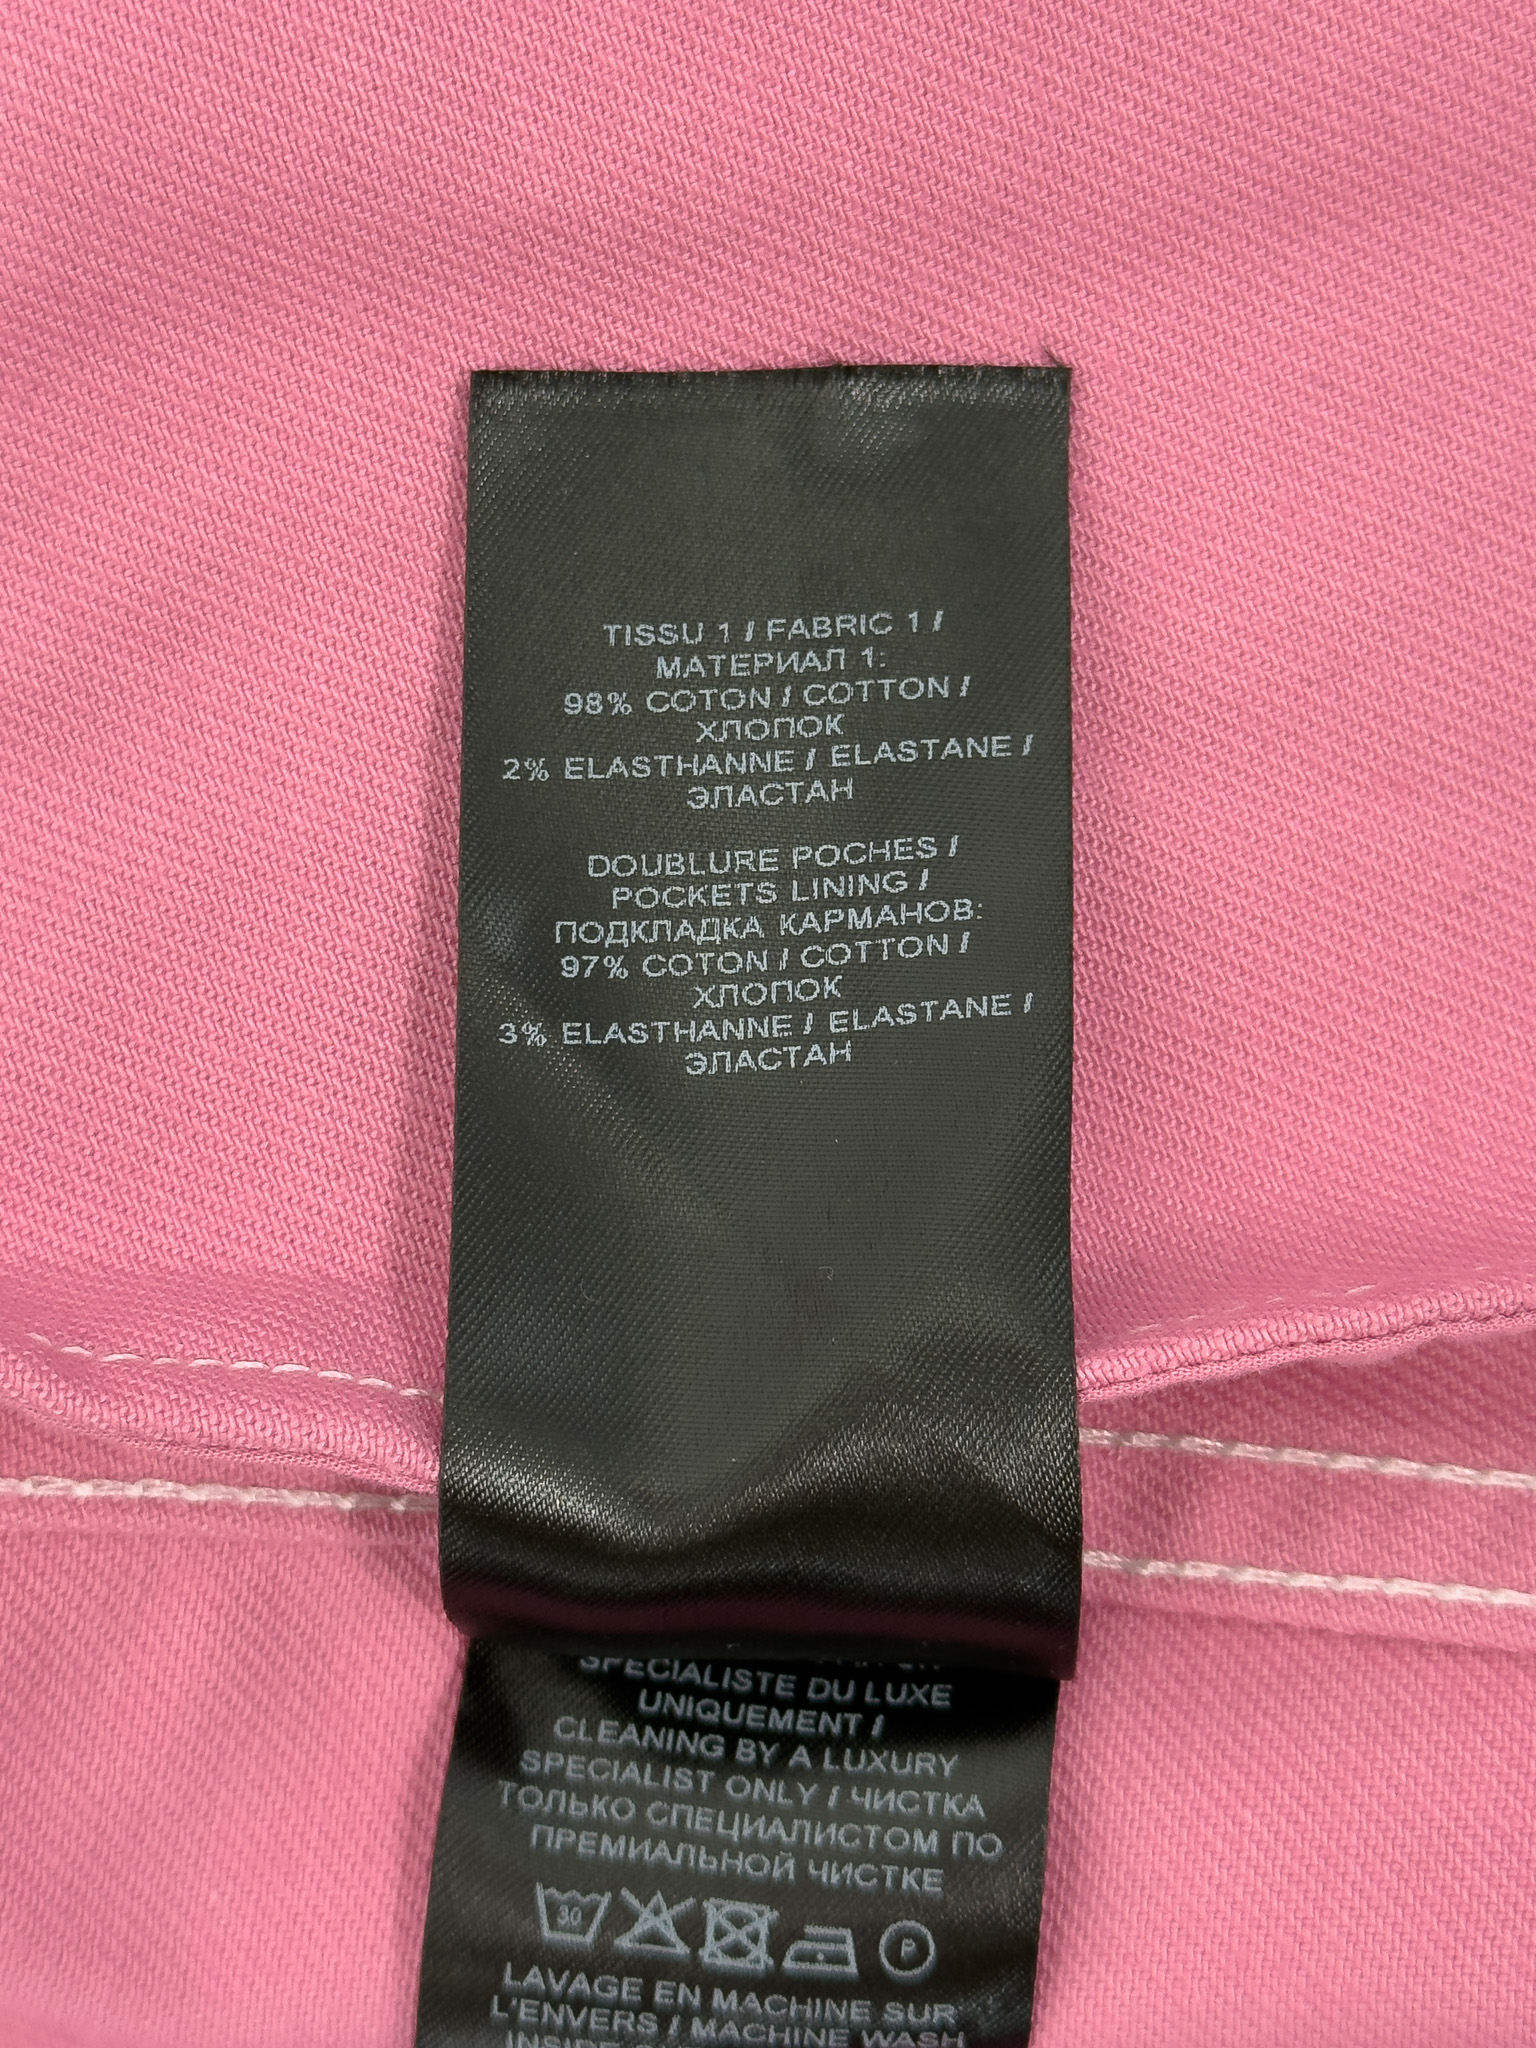 TISSU 1 / FABRIC 1 /
МАТЕРИАЛ 1:
98% COTON / COTTON /
ХЛОПОК
2% ELASTHANNE / ELASTANE /
ЭЛАСТАН
DOUBLURE POCHES /
POCKETS LINING /
ПОДКЛАДКА КАРМАНОВ:
97% COTON / COTTON /
ХЛОПОК
3% ELASTHANNE / ELASTANE /
ЭЛАСТАН
SPECIALISTE DU LUXE
UNIQUEMENT /
CLEANING BY A LUXURY
SPECIALIST ONLY / ЧИСТКА
ТОЛЬКО СПЕЦИАЛИСТОМ ПО
ПРЕМИАЛЬНОЙ ЧИСТКЕ
30 P
LAVAGE EN MACHINE SUR
L'ENVERS / MACHINE WASH
INSIDE